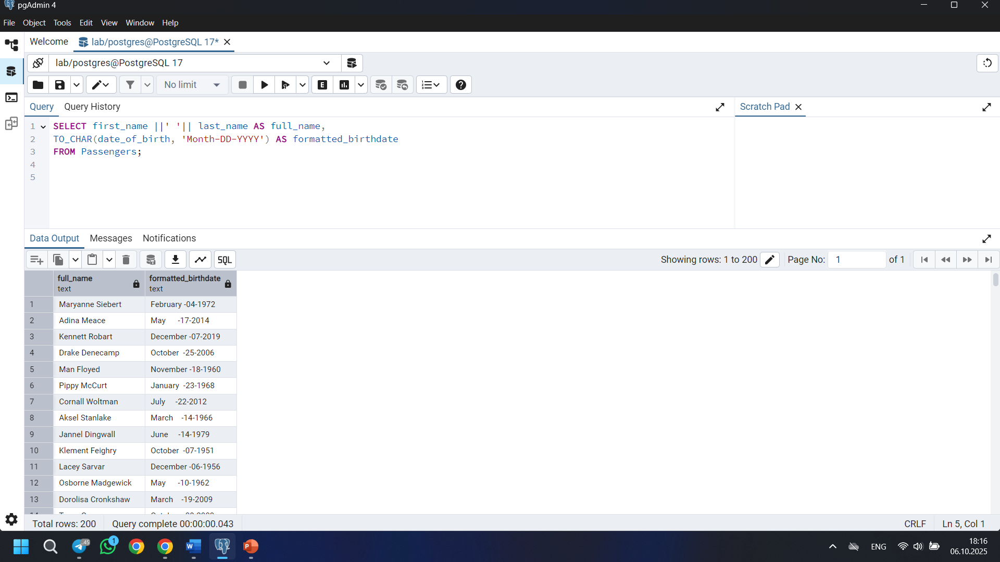 pgAdmin 4
File Object Tools Edit View Window Help
Welcome lab/postgres@PostgreSQL 17*
lab/postgres@PostgreSQL 17
No limit
E
Query Query History
Scratch Pad
1 SELECT first_name ||' '|| last_name AS full_name,
2 TO_CHAR(date_of_birth, 'Month-DD-YYYY') AS formatted_birthdate
3 FROM Passengers;
4
5
Data Output Messages Notifications
SQL
Showing rows: 1 to 200 Page No: 1 of 1
full_name formatted_birthdate
text text
1 Maryanne Siebert February -04-1972
2 Adina Meace May      -17-2014
3 Kennett Robart December -07-2019
4 Drake Denecamp October  -25-2006
5 Man Floyed November -18-1960
6 Pippy McCurt January  -23-1968
7 Cornall Woltman July     -22-2012
8 Aksel Stanlake March    -14-1966
9 Jannel Dingwall June     -14-1979
10 Klement Feighry October  -07-1951
11 Lacey Sarvar December -06-1956
12 Osborne Madgewick May      -10-1962
13 Dorolisa Cronkshaw March    -19-2009
Total rows: 200 Query complete 00:00:00.043
CRLF Ln 5, Col 1
.45
1
W
P
ENG
18:16
06.10.2025